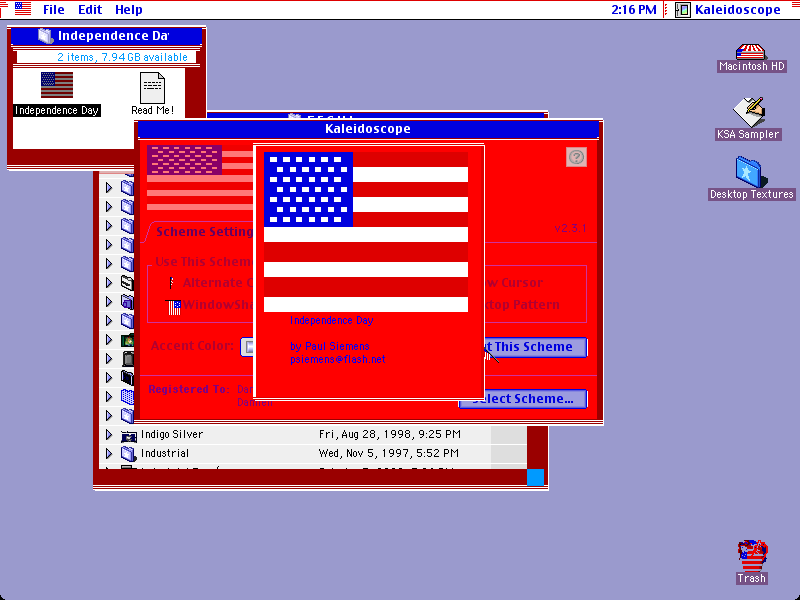 File Edit Help
2:16 PM
Kaleidoscope
Independence Da
2 items, 7.94 GB available
Independence Day
Read Me!
Macintosh HD
KSA Sampler
Desktop Textures
Kaleidoscope
v2.3.1
Scheme Setting
Use This Scheme
Alternate
WindowSha
Cursor
Pattern
Accent Color:
This Scheme
Registered To:
Select Scheme...
Independence Day
by Paul Siemens
psiemens@flash.net
Indigo Silver Fri, Aug 28, 1998, 9:25 PM
Industrial Wed, Nov 5, 1997, 5:52 PM
Trash